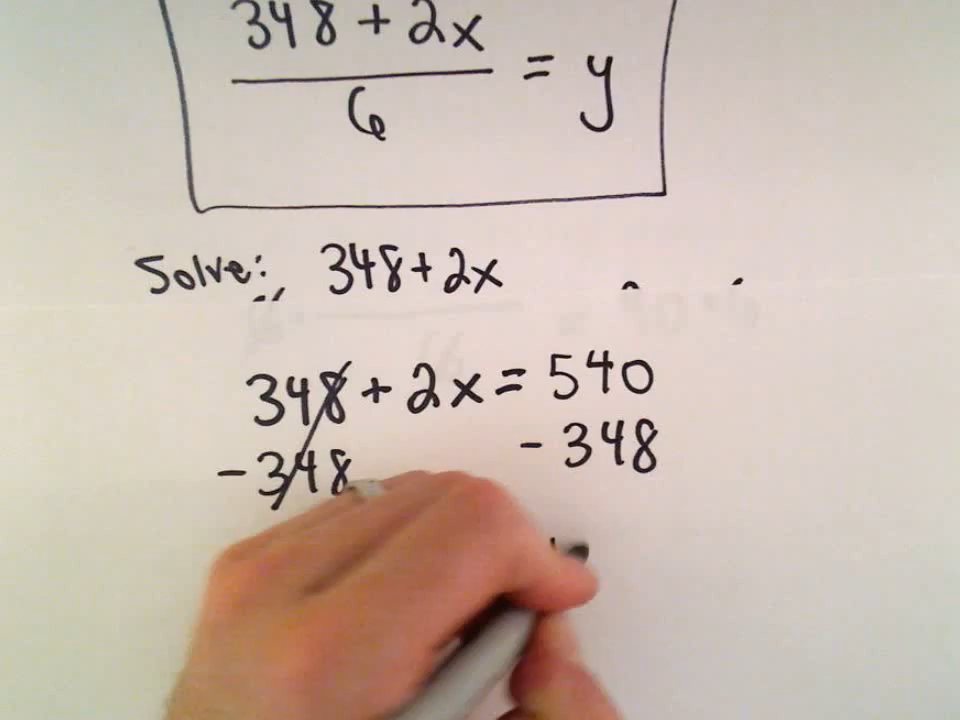 348 + 2x
6
= y
Solve: 348 + 2x
348 + 2x = 540
- 348 - 348